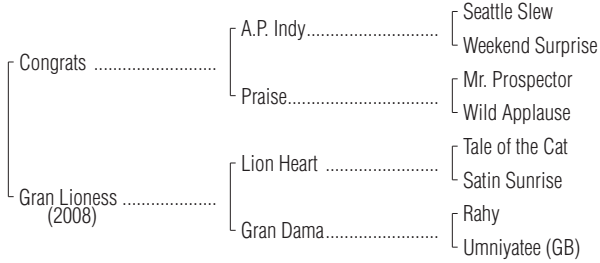 Seattle Slew
A.P. Indy
Weekend Surprise
Congrats
Mr. Prospector
Praise
Wild Applause
Tale of the Cat
Lion Heart
Satin Sunrise
Gran Lioness
(2008)
Rahy
Gran Dama
Umniyatee (GB)